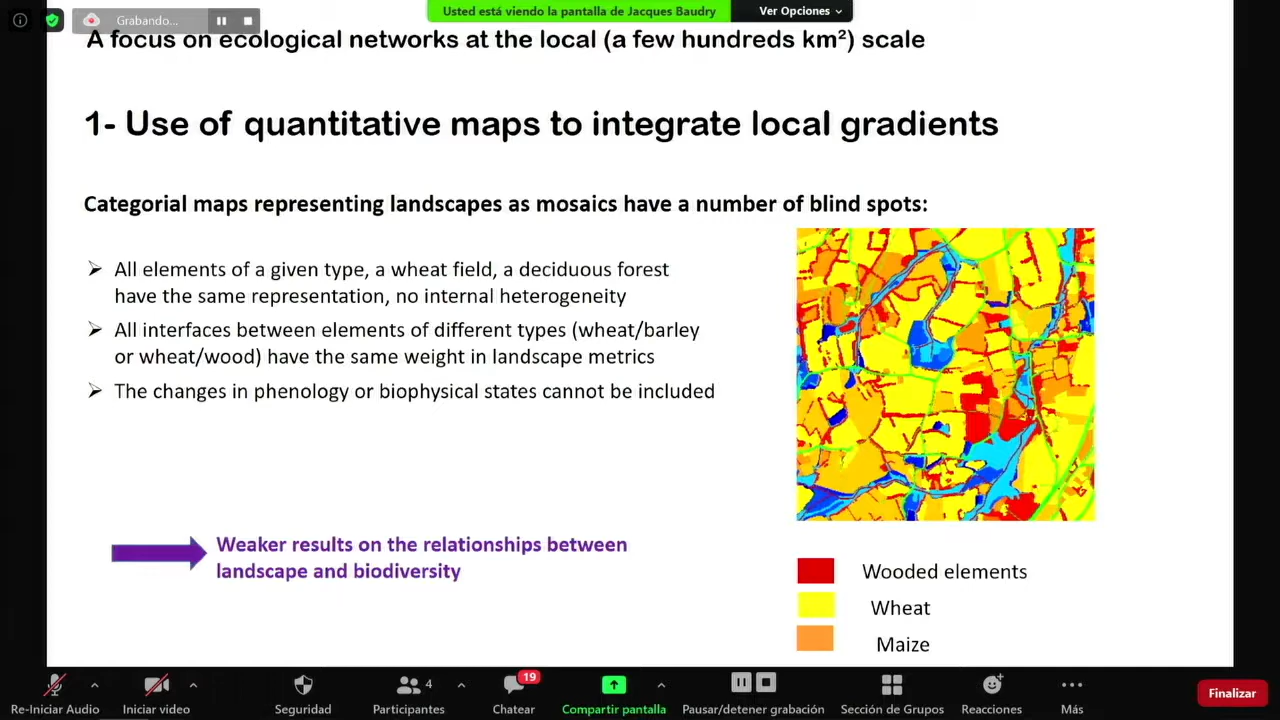 Grabando...
Usted está viendo la pantalla de Jacques Baudry
Ver Opciones
A focus on ecological networks at the local (a few hundreds km²) scale
1- Use of quantitative maps to integrate local gradients
Categorial maps representing landscapes as mosaics have a number of blind spots:
All elements of a given type, a wheat field, a deciduous forest
have the same representation, no internal heterogeneity
All interfaces between elements of different types (wheat/barley
or wheat/wood) have the same weight in landscape metrics
The changes in phenology or biophysical states cannot be included
Weaker results on the relationships between
landscape and biodiversity
Wooded elements
Wheat
Maize
4
19
Re-Iniciar Audio
Iniciar video
Seguridad
Participantes
Chatear
Compartir pantalla
Pausar/detener grabación
Sección de Grupos
Reacciones
Más
Finalizar